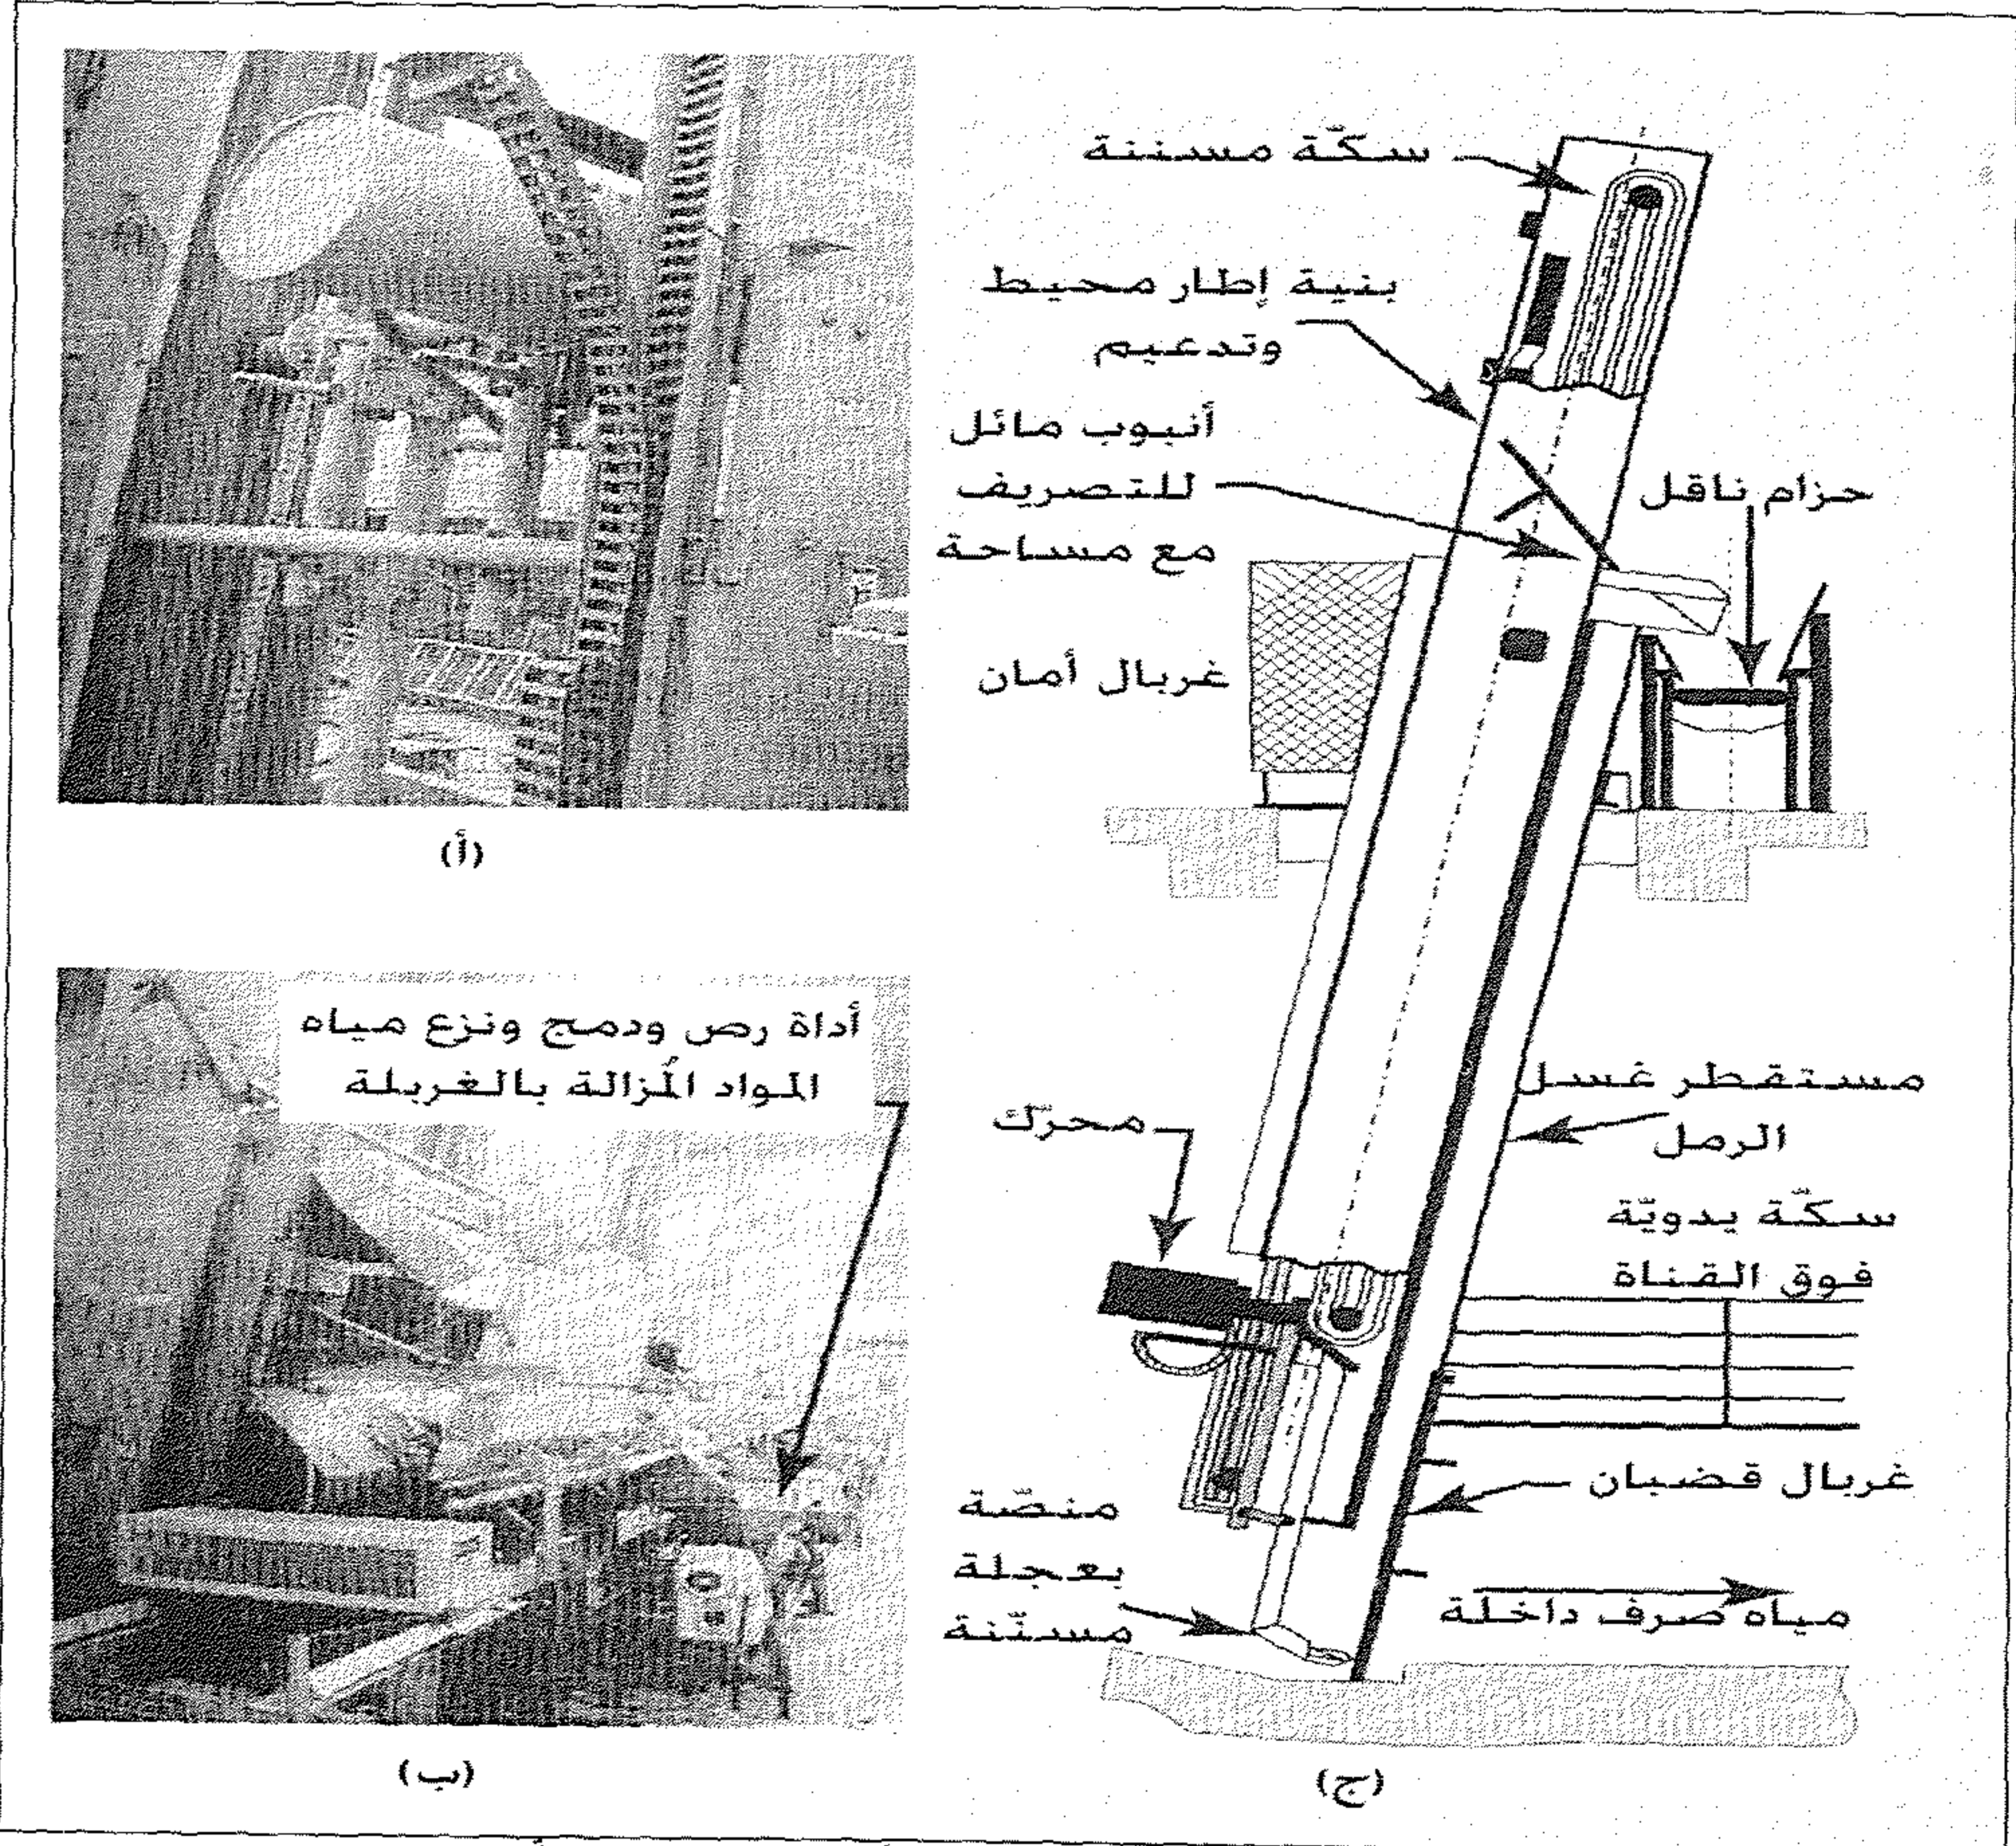 سكّة مسننة
بنية إطار محيط
وتدعيم
أنبوب مائل
للتصريف
مع مساحة
حزام ناقل
غربال أمان
(أ)
أداة رص ودمج ونزع مياه
المواد المُزالة بالغربلة
مستقطر غسل
الرمل
محرّك
سكّة يدويّة
فوق القناة
غربال قضبان
منصّة
بعجلة
مسنّنة
مياه صرف داخلة
(ب)
(ج)